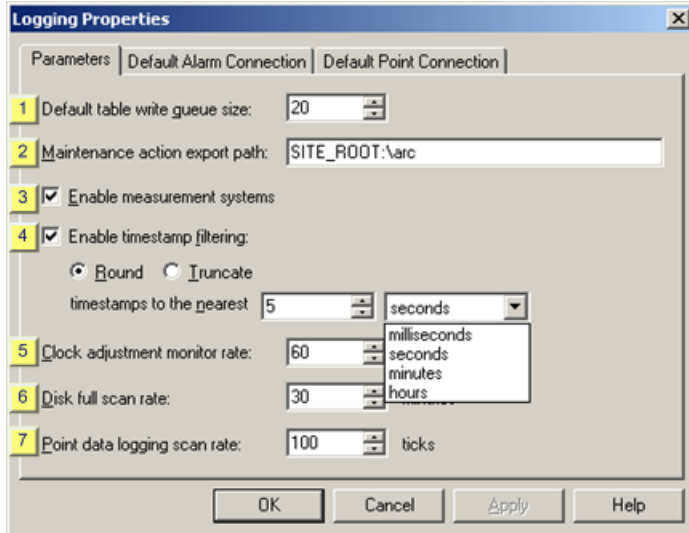 Logging Properties
Parameters Default Alarm Connection Default Point Connection
1 Default table write queue size: 20
2 Maintenance action export path: SITE_ROOT:\arc
3 Enable measurement systems
4 Enable timestamp filtering:
Round Truncate
timestamps to the nearest 5 seconds
milliseconds
seconds
minutes
hours
5 Clock adjustment monitor rate: 60
6 Disk full scan rate: 30
7 Point data logging scan rate: 100 ticks
OK Cancel Apply Help